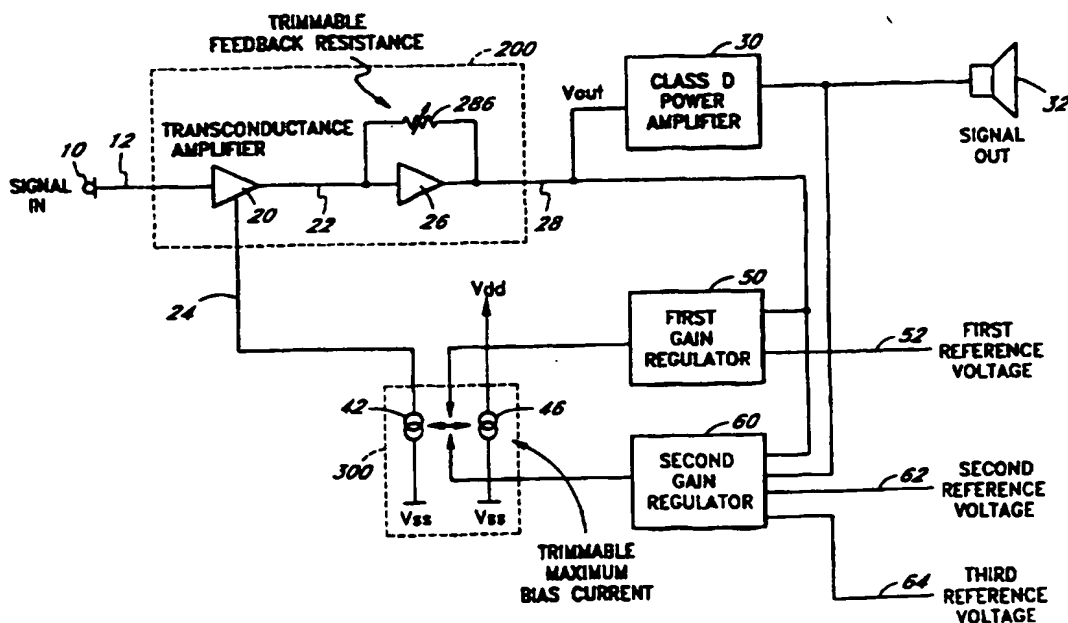 TRIMMABLE
FEEDBACK RESISTANCE
200
286
TRANSCONDUCTANCE
AMPLIFIER
10
12
SIGNAL
IN
20
22
26
28
Vout
30
CLASS D
POWER
AMPLIFIER
32
SIGNAL
OUT
24
Vdd
50
FIRST
GAIN
REGULATOR
52
FIRST
REFERENCE
VOLTAGE
42
46
300
Vss
Vss
60
SECOND
GAIN
REGULATOR
62
SECOND
REFERENCE
VOLTAGE
TRIMMABLE
MAXIMUM
BIAS CURRENT
64
THIRD
REFERENCE
VOLTAGE